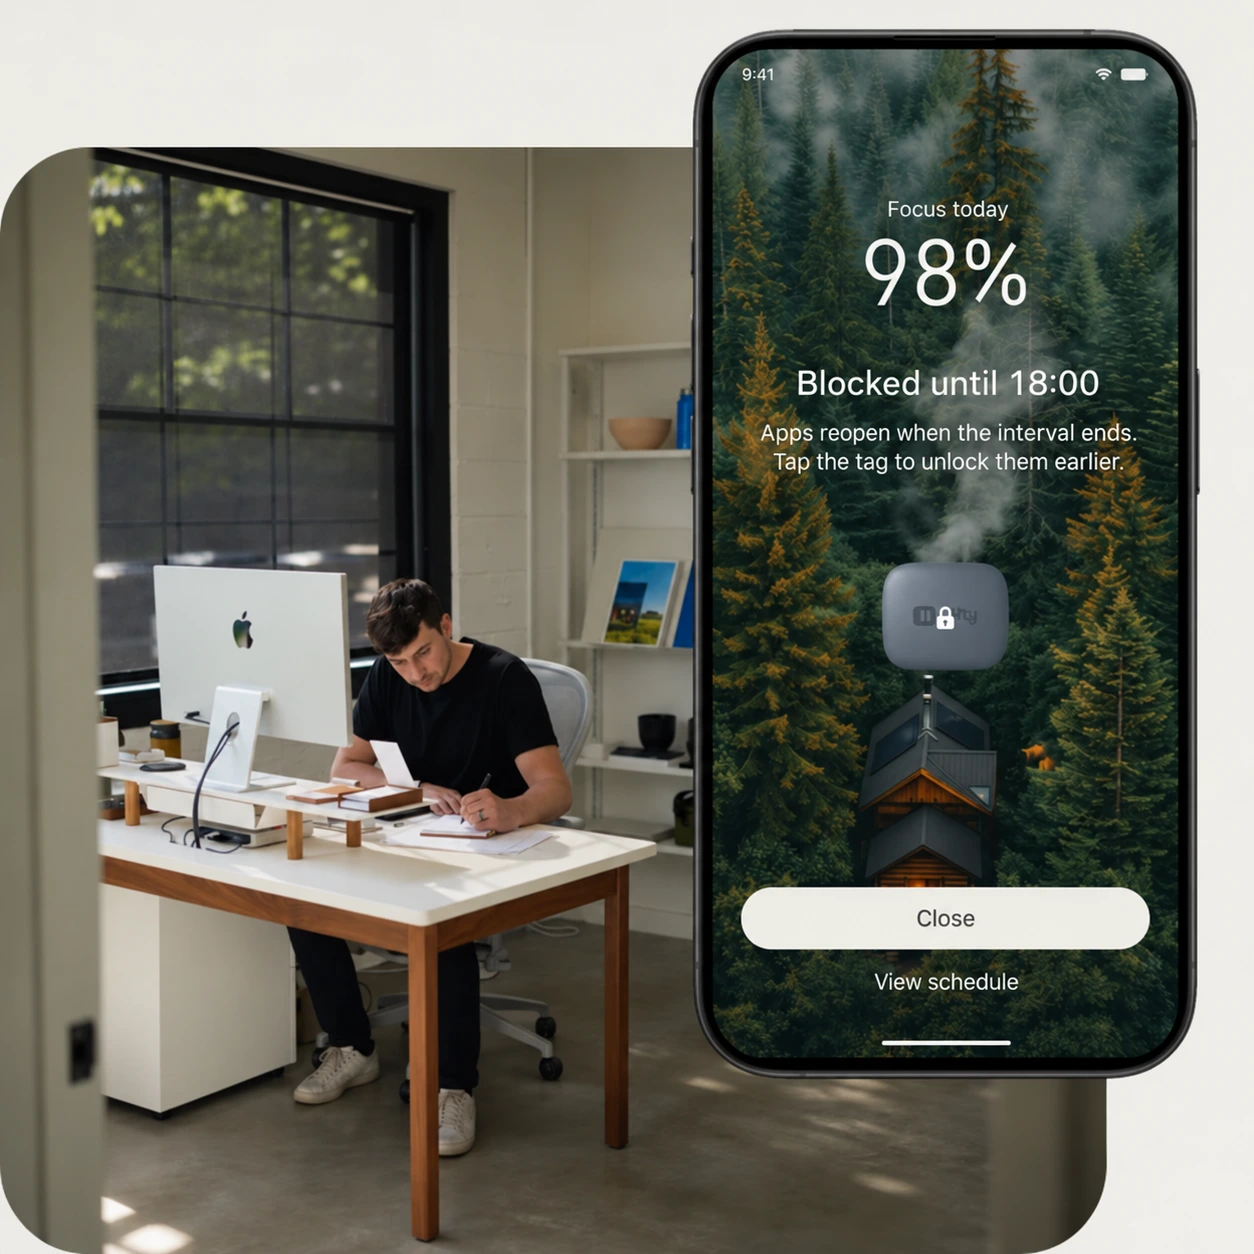 9:41
Focus today
98%
Blocked until 18:00
Apps reopen when the interval ends.
Tap the tag to unlock them earlier.
Close
View schedule